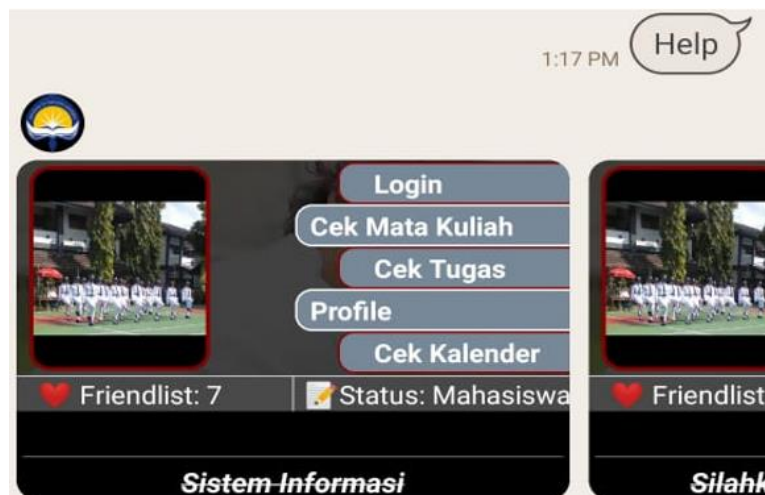 Help
1:17 PM
Login
Cek Mata Kuliah
Cek Tugas
Profile
Cek Kalender
❤️ Friendlist: 7
📝 Status: Mahasiswa
❤️ Friendlist
Sistem Informasi